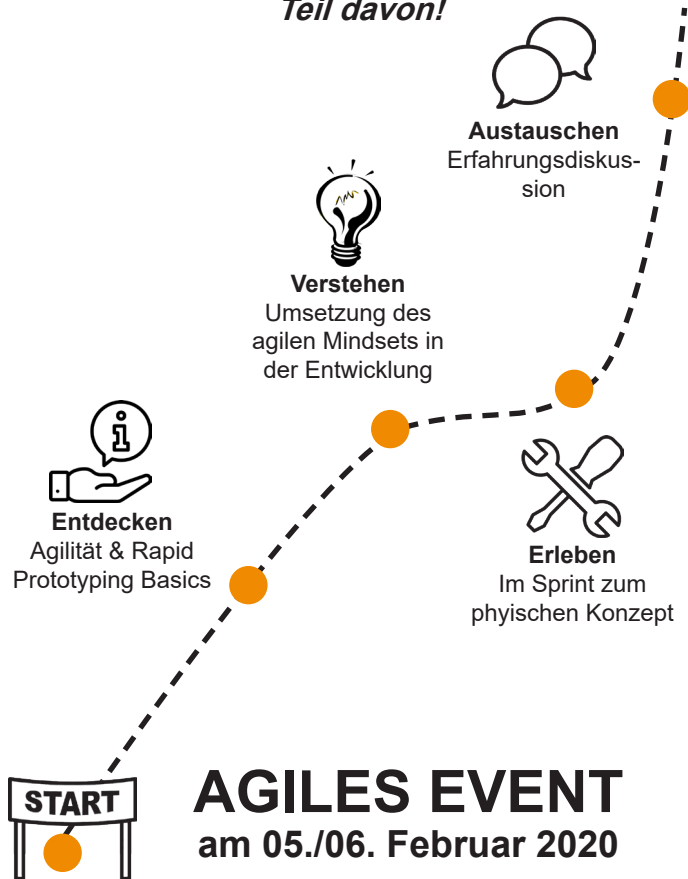 Teil davon!
Austauschen
Erfahrungsdiskus-
sion
Verstehen
Umsetzung des
agilen Mindsets in
der Entwicklung
Entdecken
Agilität & Rapid
Prototyping Basics
Erleben
Im Sprint zum
phyischen Konzept
START
AGILES EVENT
am 05./06. Februar 2020